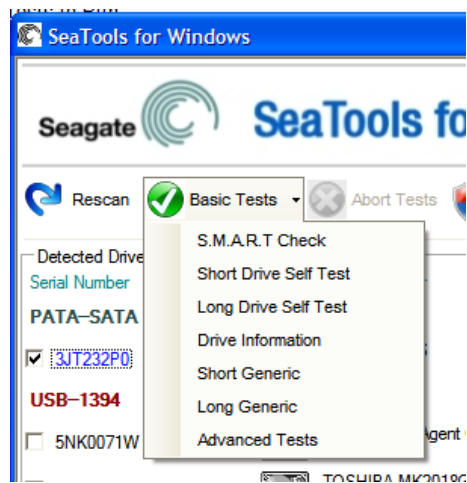 SeaTools for Windows
Seagate
SeaTools fo
Rescan
Basic Tests
Abort Tests
S.M.A.R.T Check
Short Drive Self Test
Long Drive Self Test
Drive Information
Short Generic
Long Generic
Advanced Tests
Detected Drive
Serial Number
PATA-SATA
3JT232P0
USB-1394
5NK0071W
Agent
TOSHIBA MK2018G